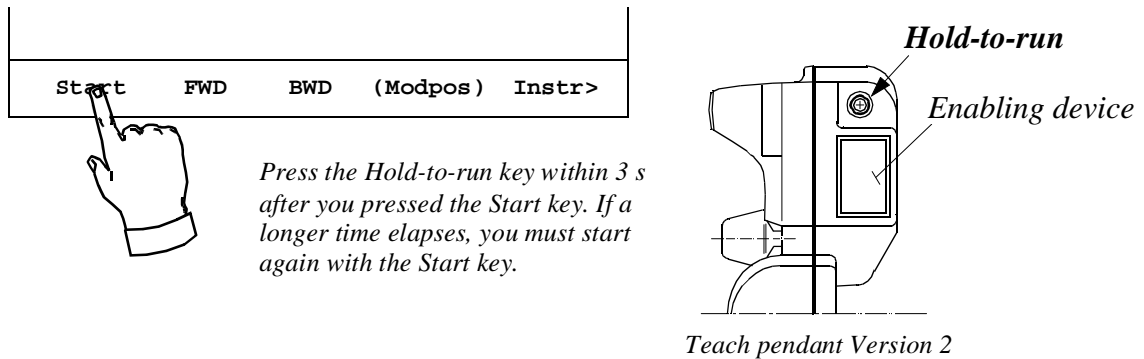 Start FWD BWD (Modpos) Instr>
Press the Hold-to-run key within 3 s
after you pressed the Start key. If a
longer time elapses, you must start
again with the Start key.
Hold-to-run
Enabling device
Teach pendant Version 2